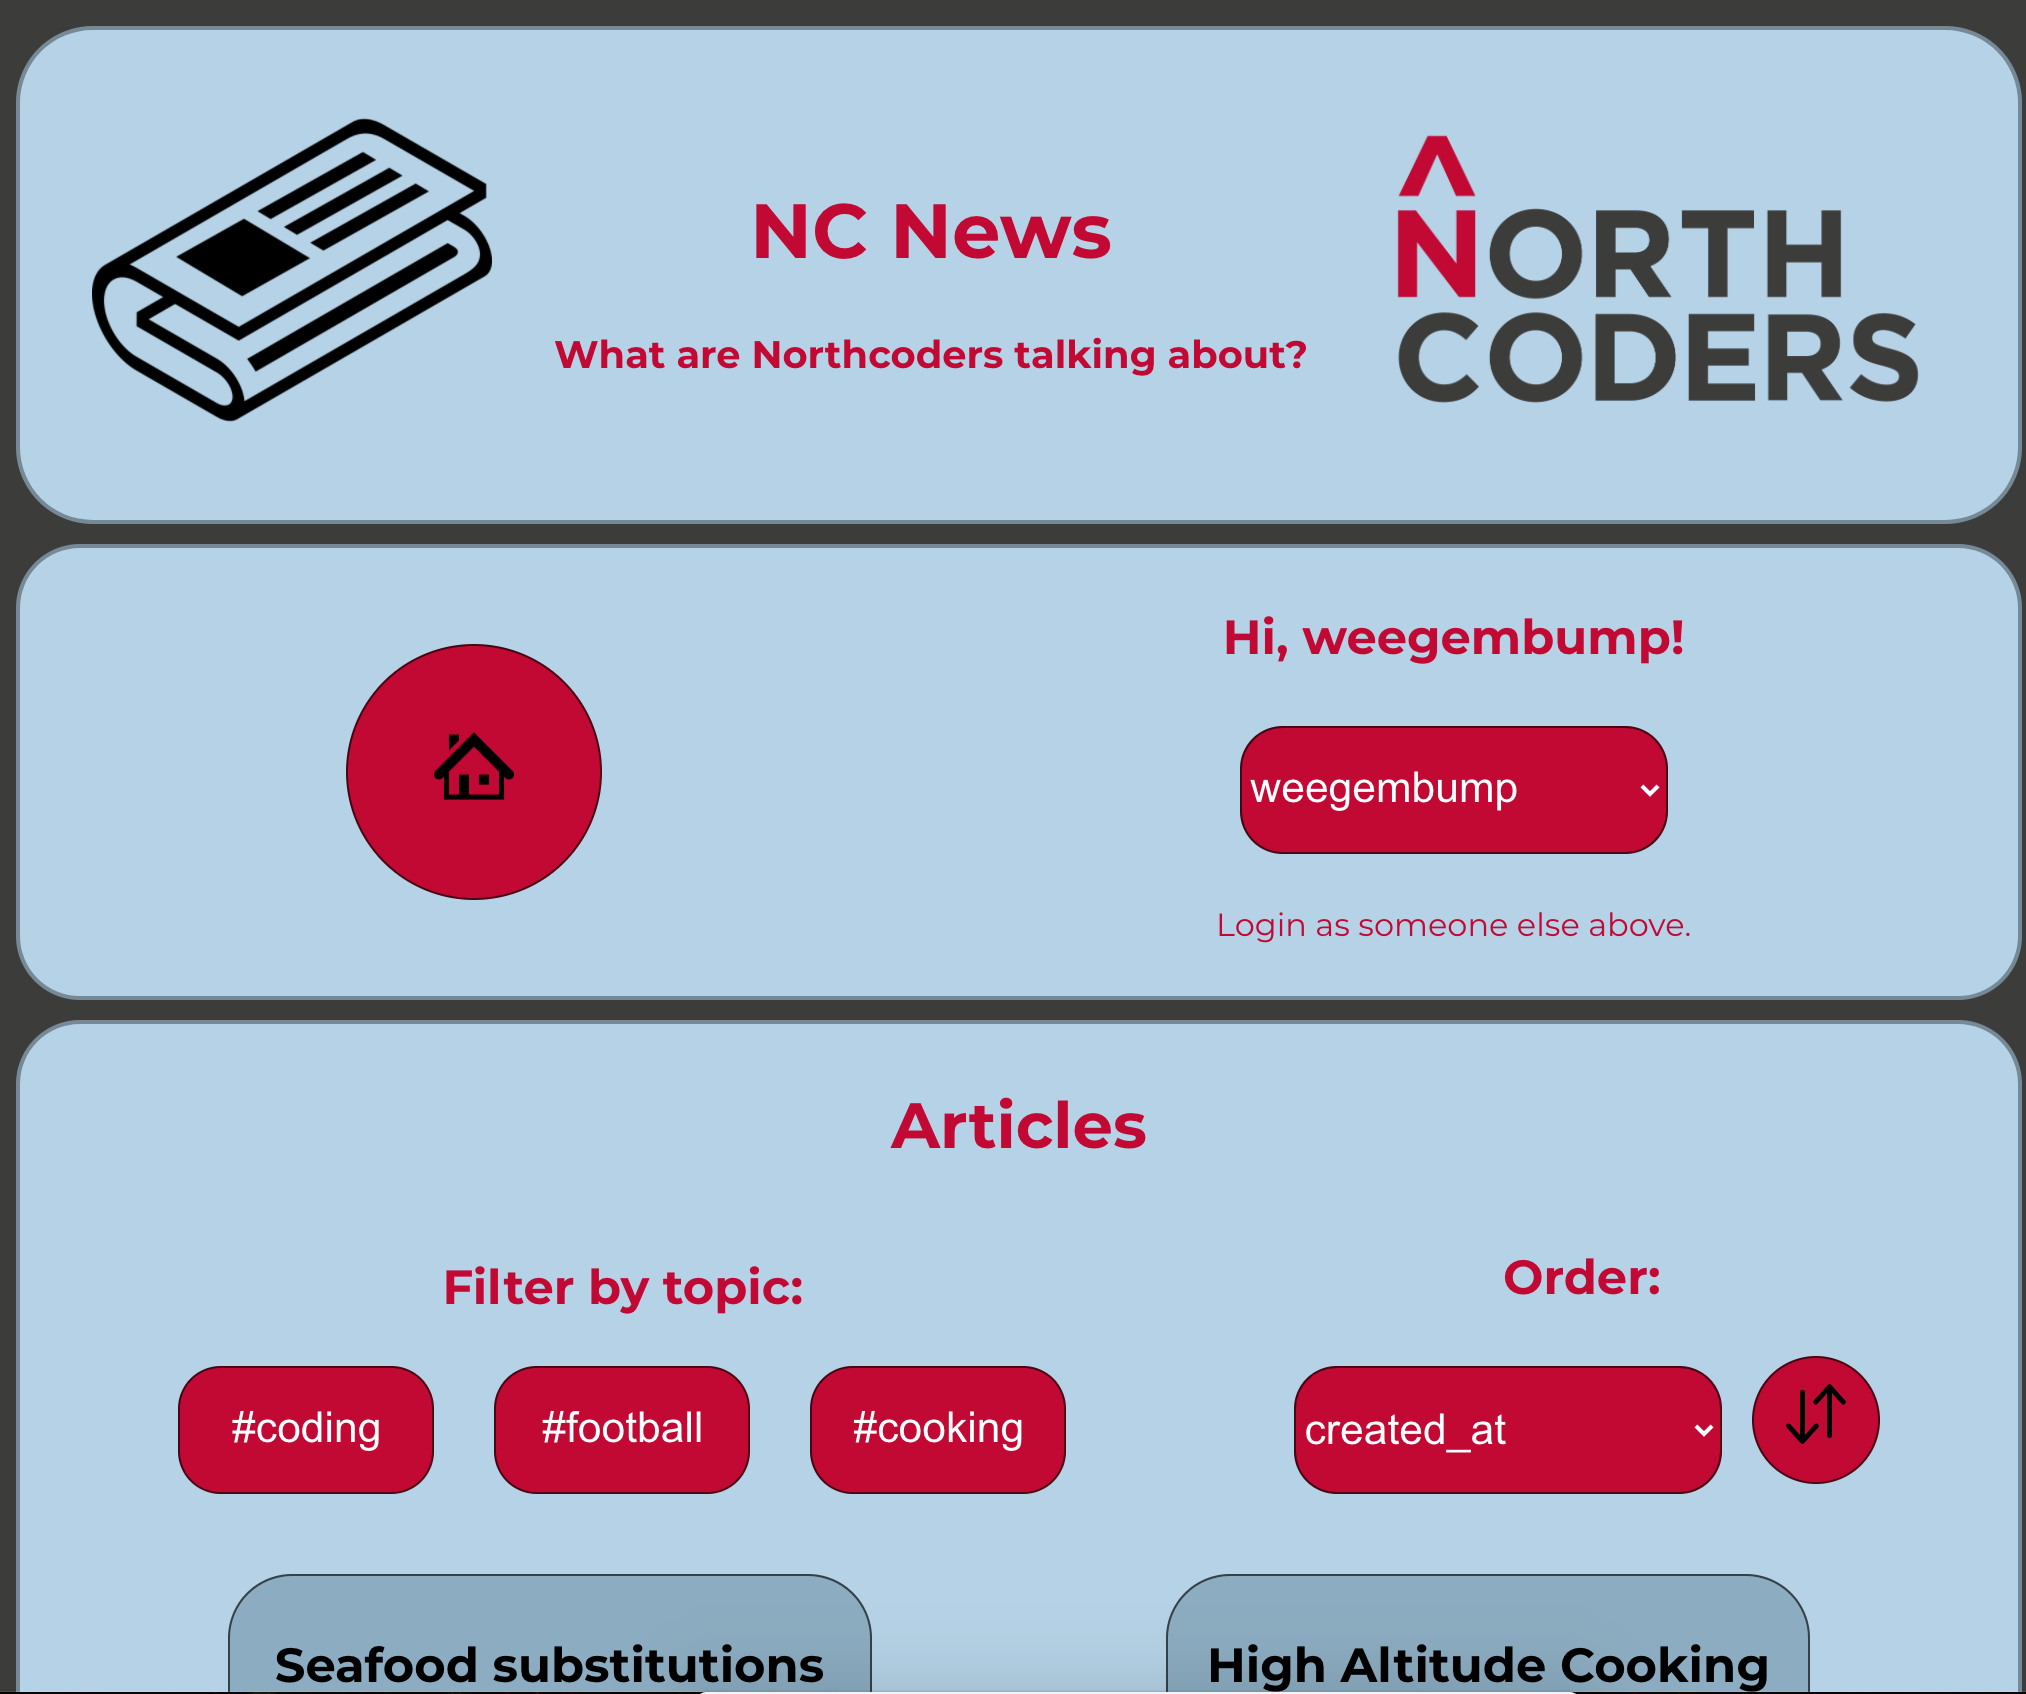 NC News
What are Northcoders talking about?
NORTH
CODERS
Hi, weegembump!
weegembump
Login as someone else above.
Articles
Filter by topic:
Order:
#coding
#football
#cooking
created_at
Seafood substitutions
High Altitude Cooking